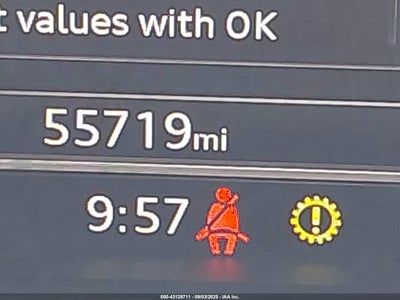 t values with OK
55719mi
9:57
000-43128711 - 09/03/2025 - IAA Inc.